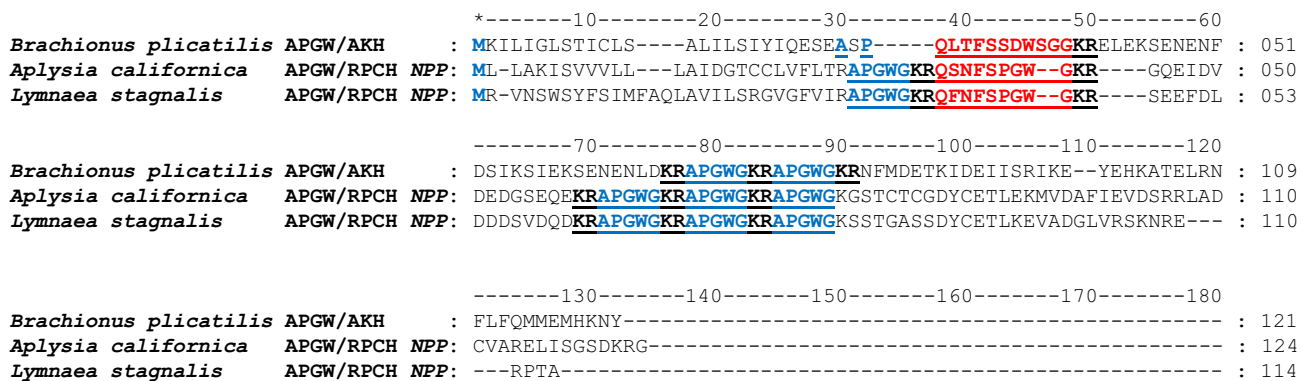 *-------10--------20--------30--------40--------50--------60
Brachionus plicatilis APGW/AKH : MKILIGLSTICLS----ALILSIYIQESEASP-----QLTFSSDWSGGKRELEKSENENF : 051
Aplysia californica APGW/RPCH NPP: ML-LAKISVVVLL---LAIDGTCCLVFLTRAPGWGKRQSNFSPGW--GKR----GQEIDV : 050
Lymnaea stagnalis APGW/RPCH NPP: MR-VNSWSYFSIMFAQLAVILSRGVGFVIRAPGWGKRQFNFSPGW--GKR----SEEFDL : 053
--------70--------80--------90-------100-------110-------120
Brachionus plicatilis APGW/AKH : DSIKSIEKSENENLDKRAPGWGKRAPGWGKRNFMDETKIDEIISRIKE--YEHKATELRN : 109
Aplysia californica APGW/RPCH NPP: DEDGSEQEKRAPGWGKRAPGWGKRAPGWGKGSTCTCGDYCETLEKMVDAFIEVDSRRLAD : 110
Lymnaea stagnalis APGW/RPCH NPP: DDDSVDQDKRAPGWGKRAPGWGKRAPGWGKSSTGASSDYCETLKEVADGLVRSKNRE--- : 110
-------130-------140-------150-------160-------170-------180
Brachionus plicatilis APGW/AKH : FLFQMMEMHKNY------------------------------------------------ : 121
Aplysia californica APGW/RPCH NPP: CVARELISGSDKRG---------------------------------------------- : 124
Lymnaea stagnalis APGW/RPCH NPP: ---RPTA----------------------------------------------------- : 114